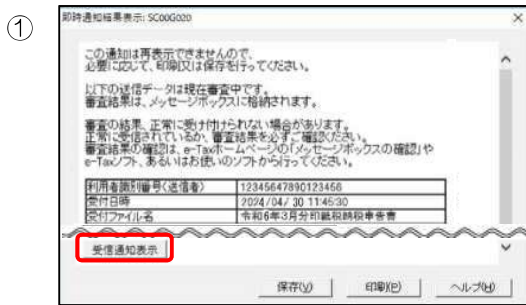 ①
即時通知結果表示: SC00G020
この通知は再表示できませんので、
必要に応じて、印刷又は保存を行ってください。
以下の送信データは現在審査中です。
審査結果は、メッセージボックスに格納されます。
審査の結果、正常に受け付けられない場合があります。
正常に受信されているか、審査結果を必ずご確認ください。
審査結果の確認は、e-Taxホームページの「メッセージボックスの確認」や
e-Taxソフト、あるいはお使いのソフトから行ってください。
利用者識別番号(送信者) 12345647890123456
受付日時 2024/04/30 11:45:30
受付ファイル名 令和6年3月分印紙税納税申告書
受信通知表示
保存(V) 印刷(P) ヘルプ(H)